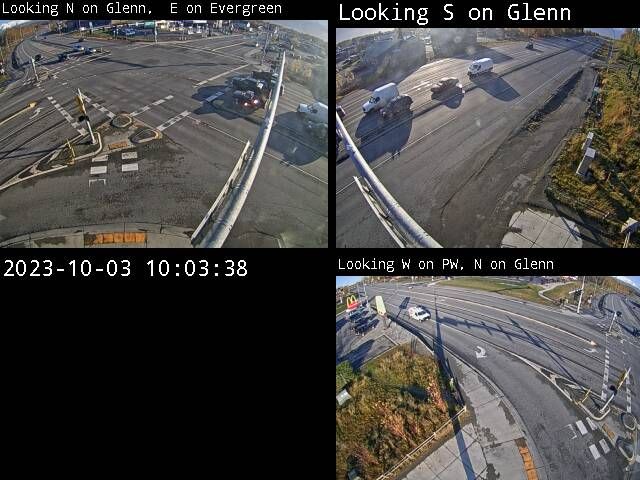 Looking N on Glenn,  E on Evergreen
Looking S on Glenn
2023-10-03 10:03:38
Looking W on PW, N on Glenn